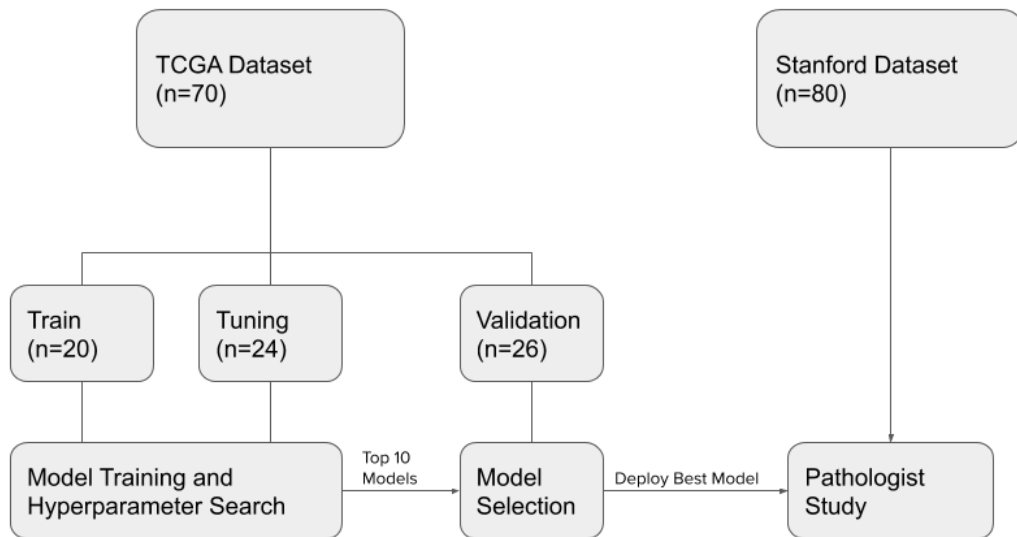 TCGA Dataset
(n=70)
Stanford Dataset
(n=80)
Train
(n=20)
Tuning
(n=24)
Validation
(n=26)
Model Training and
Hyperparameter Search
Top 10
Models
Model
Selection
Deploy Best Model
Pathologist
Study